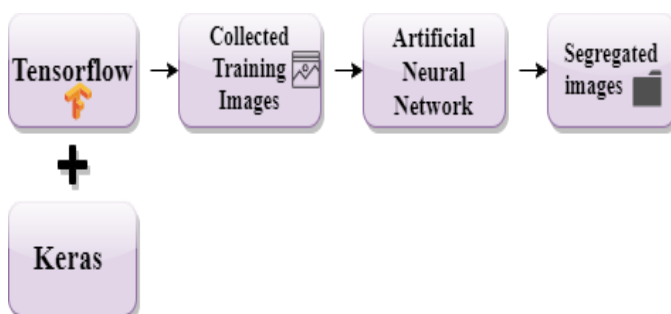 Tensorflow
Collected
Training
Images
Artificial
Neural
Network
Segregated
images
+
Keras